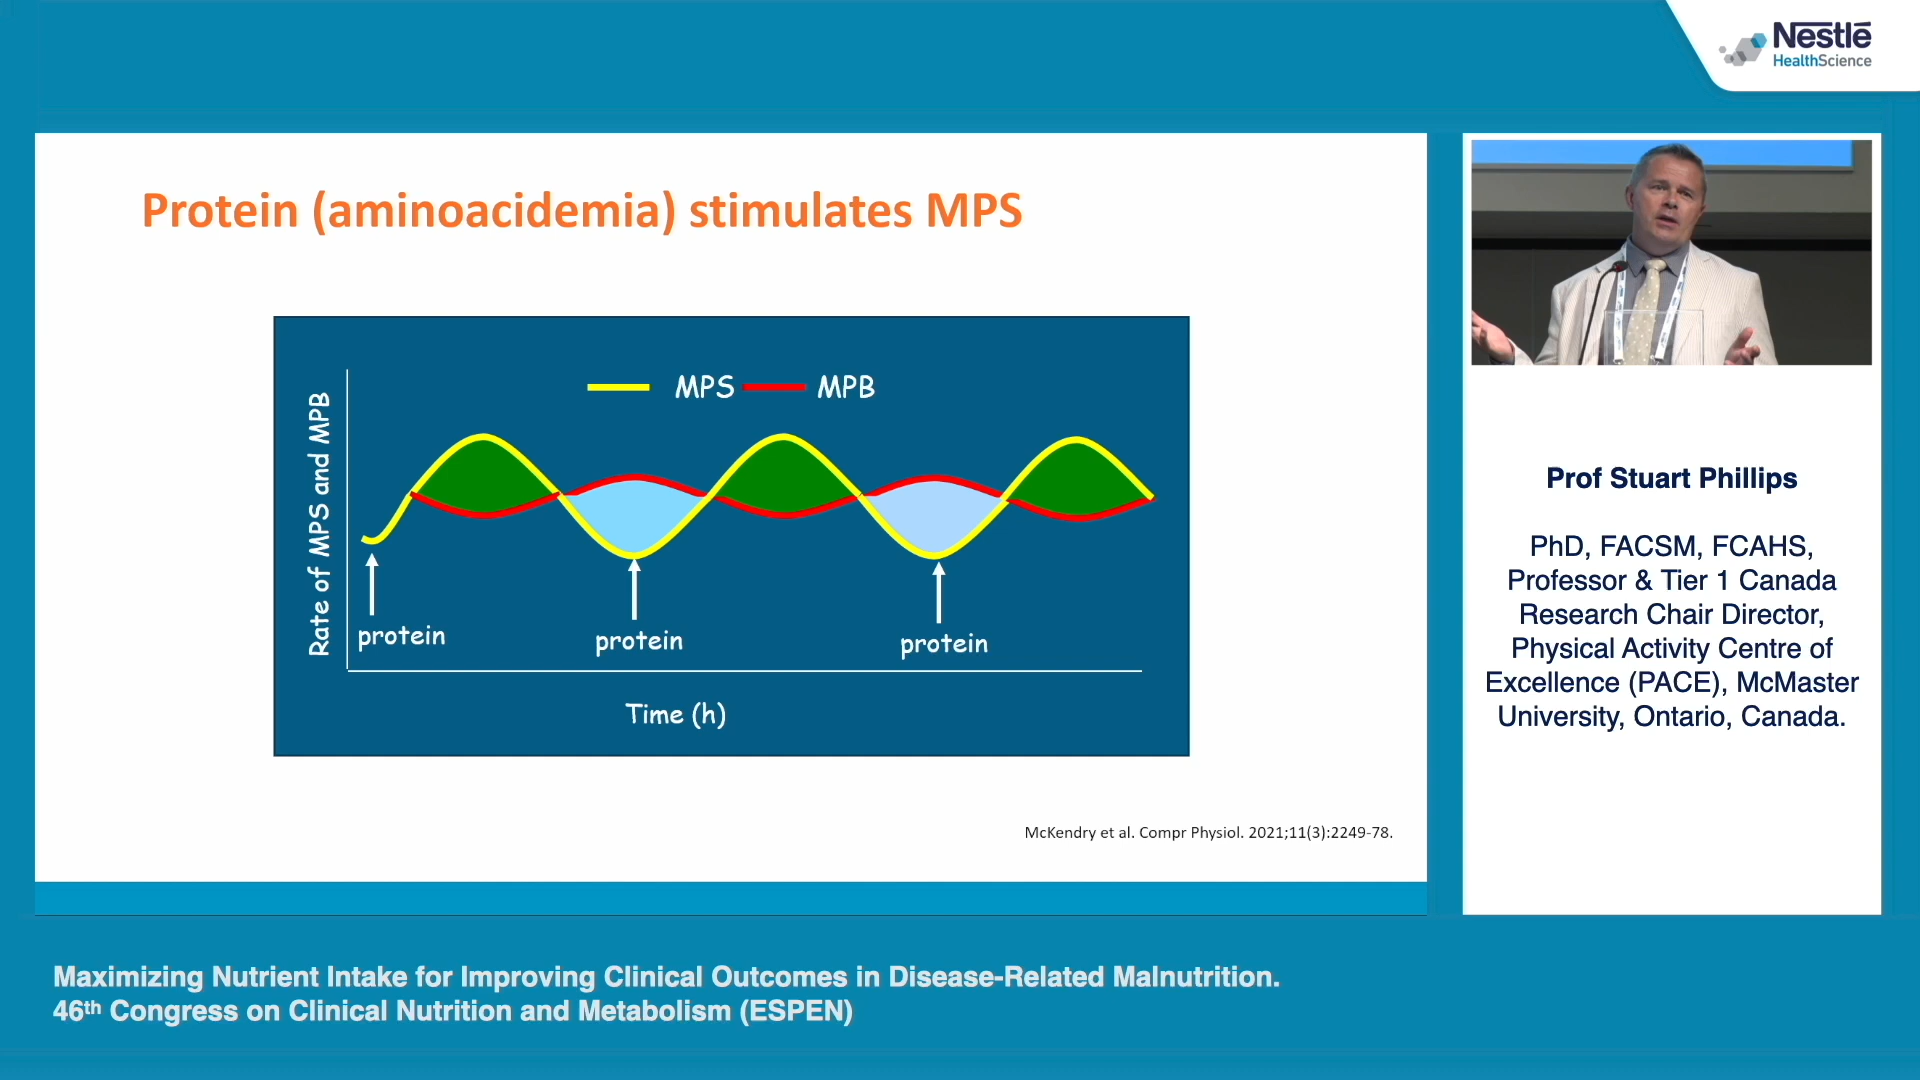 Nestlé
HealthScience
Protein (aminoacidemia) stimulates MPS
MPS MPB
Rate of MPS and MPB
protein
protein
protein
Time (h)
McKendry et al. Compr Physiol. 2021;11(3):2249-78.
Prof Stuart Phillips
PhD, FACSM, FCAHS,
Professor & Tier 1 Canada
Research Chair Director,
Physical Activity Centre of
Excellence (PACE), McMaster
University, Ontario, Canada.
Maximizing Nutrient Intake for Improving Clinical Outcomes in Disease-Related Malnutrition.
46th Congress on Clinical Nutrition and Metabolism (ESPEN)